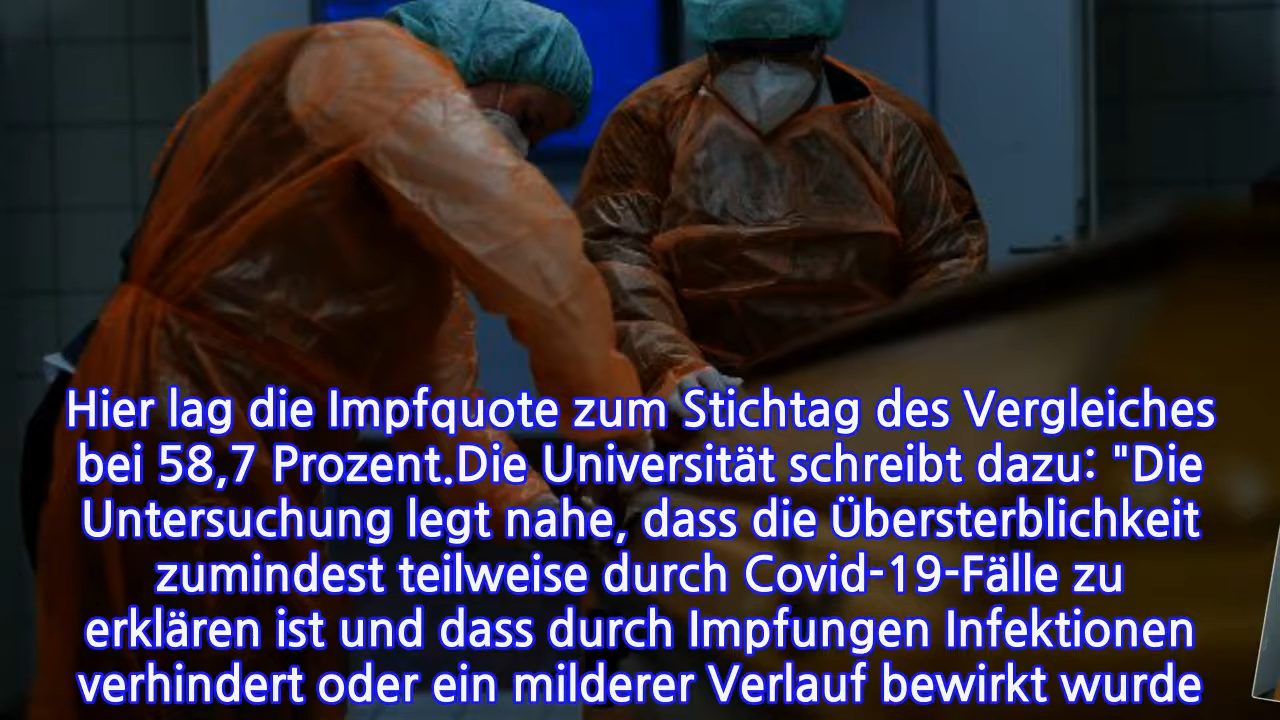 Hier lag die Impfquote zum Stichtag des Vergleiches
bei 58,7 Prozent.Die Universität schreibt dazu: "Die
Untersuchung legt nahe, dass die Übersterblichkeit
zumindest teilweise durch Covid-19-Fälle zu
erklären ist und dass durch Impfungen Infektionen
verhindert oder ein milderer Verlauf bewirkt wurde